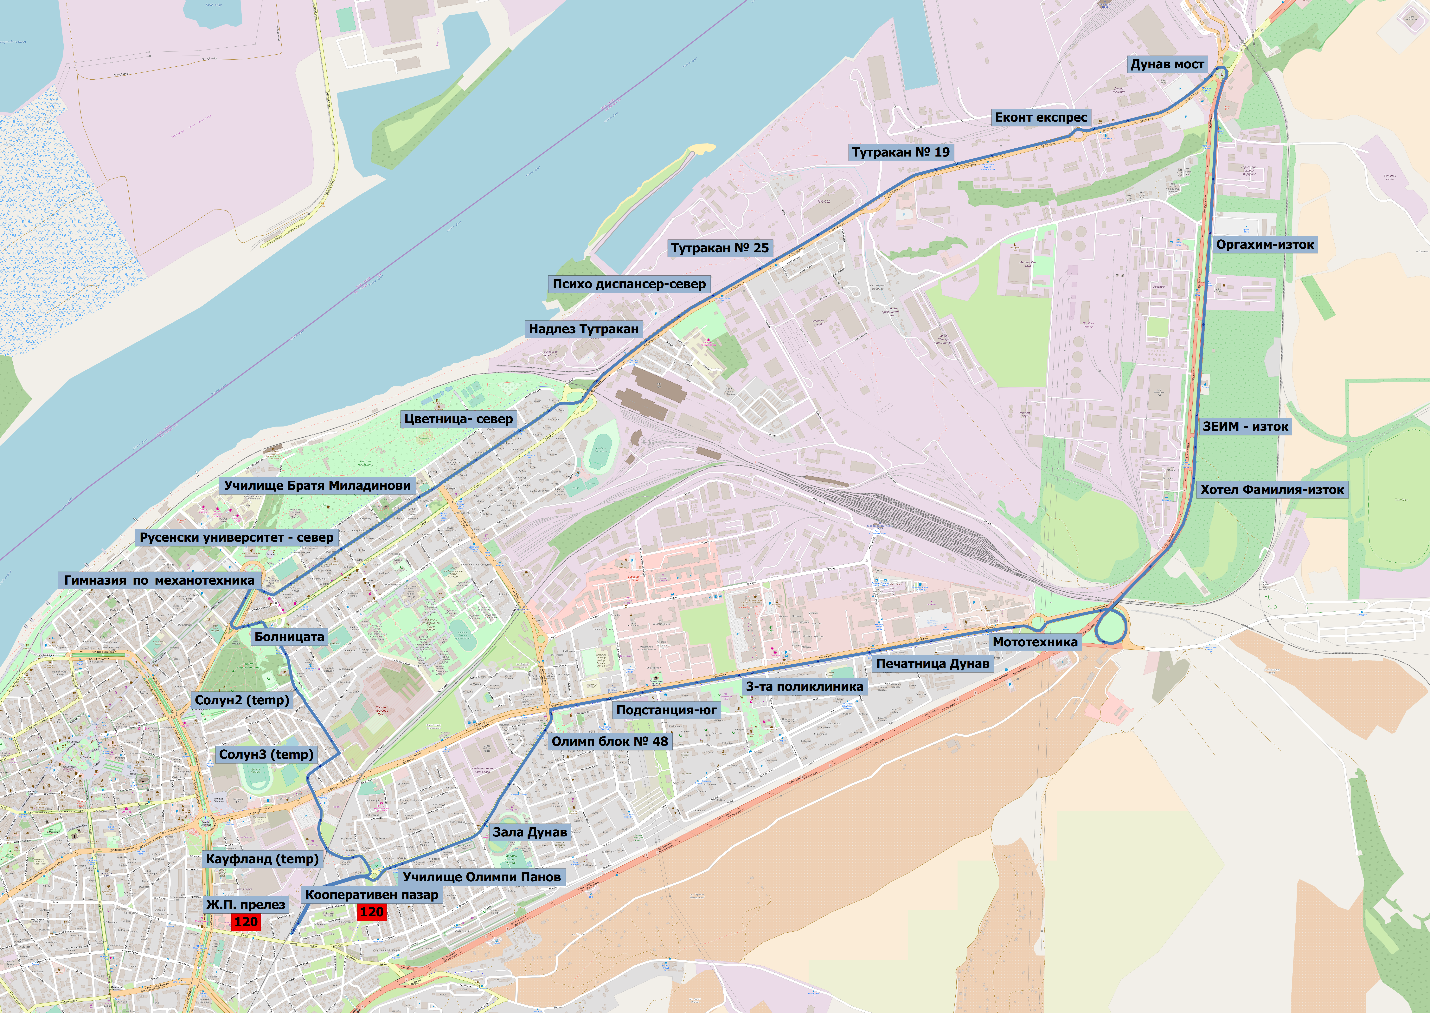 Дунав мост
Еконт експрес
Тутракан № 19
Тутракан № 25
Оргахим-изток
Психо диспансер-север
Надлез Тутракан
Цветница- север
ЗЕИМ - изток
Училище Братя Миладинови
Хотел Фамилия-изток
Русенски университет - север
Гимназия по механотехника
Болницата
Мототехника
Печатница Дунав
3-та поликлиника
Солун2 (temp)
Подстанция-юг
Олимп блок № 48
Солун3 (temp)
Зала Дунав
Кауфланд (temp)
Училище Олимпи Панов
Кооперативен пазар
Ж.П. прелез
120
120